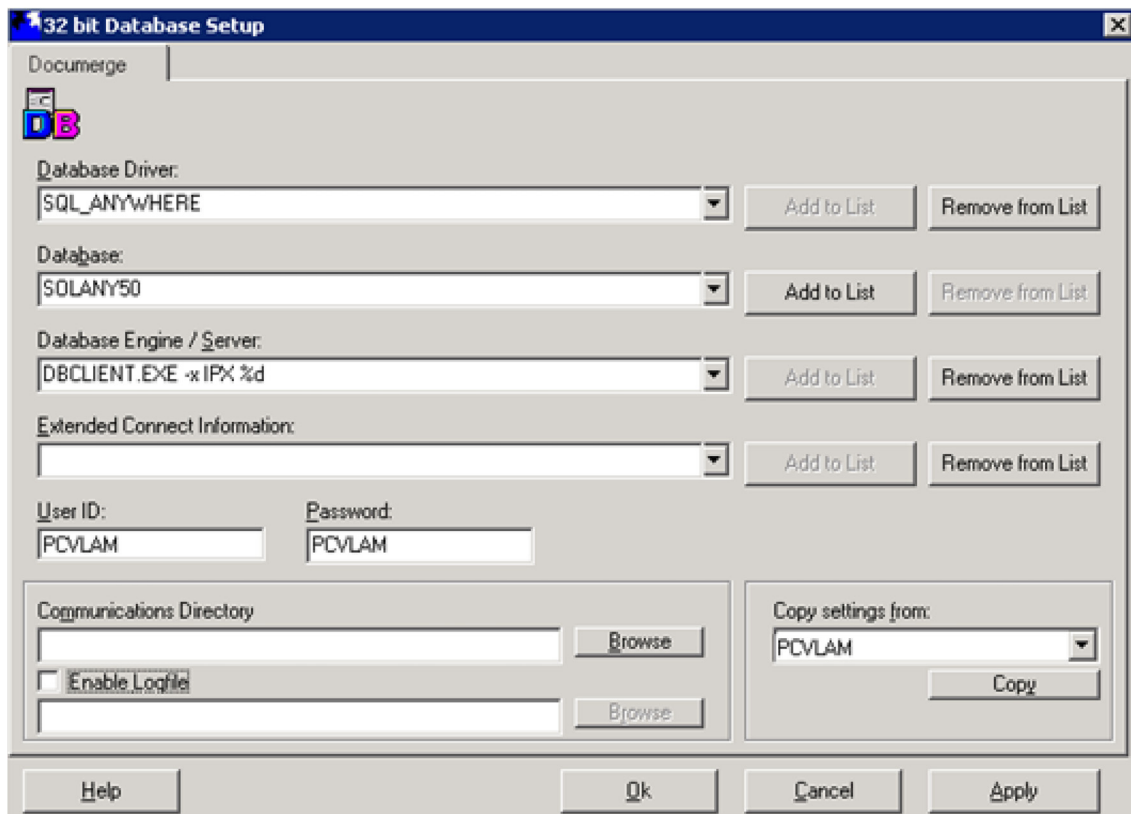 32 bit Database Setup
Documerge
DB
Database Driver:
SQL_ANYWHERE
Add to List
Remove from List
Database:
SOLANY50
Add to List
Remove from List
Database Engine / Server:
DBCLIENT.EXE -x IPX %d
Add to List
Remove from List
Extended Connect Information:
Add to List
Remove from List
User ID:
Password:
PCVLAM
PCVLAM
Communications Directory
Browse
Enable Logfile
Browse
Copy settings from:
PCVLAM
Copy
Help
Ok
Cancel
Apply